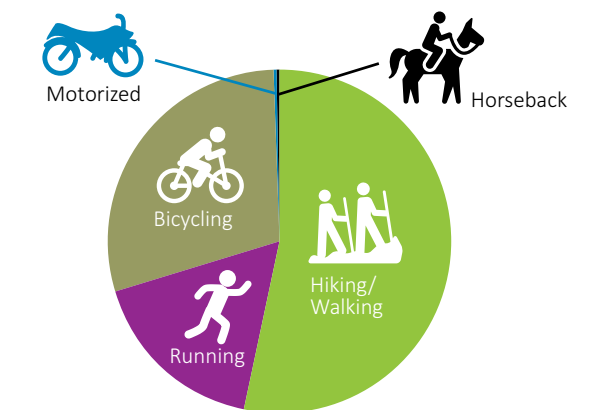 Motorized
Horseback
Bicycling
Hiking/
Walking
Running